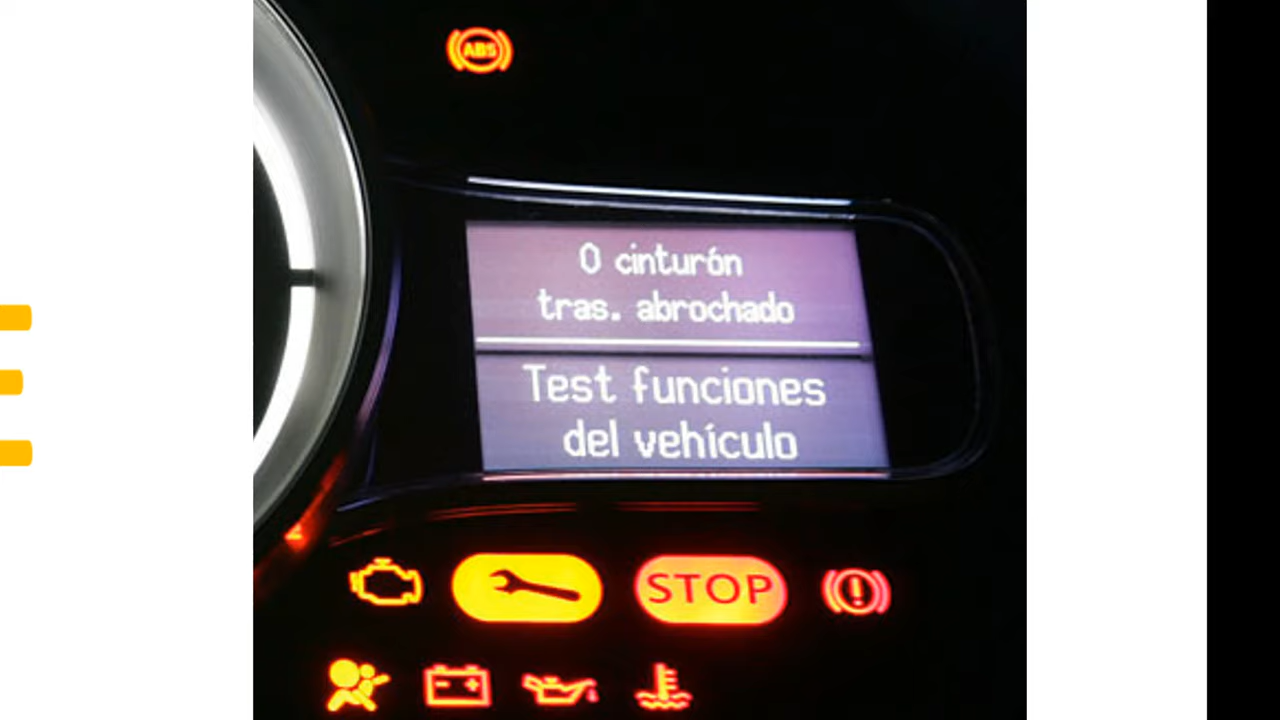 ABS
0 cinturón
tras. abrochado
Test funciones
del vehículo
STOP